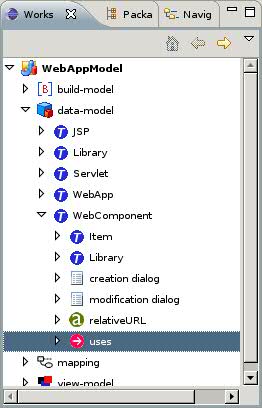 Works Packa Navig
WebAppModel
[B] build-model
data-model
T JSP
T Library
T Servlet
T WebApp
T WebComponent
T Item
T Library
creation dialog
modification dialog
a relativeURL
uses
mapping
view-model